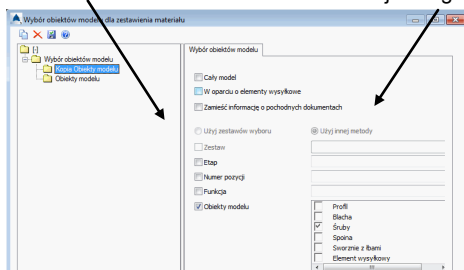 Wybór obiektów modelu dla zestawienia materiału
[-]
Wybór obiektów modelu
Kopia Obiekty modelu
Obiekty modelu
Wybór obiektów modelu
Cały model
W oparciu o elementy wysyłkowe
Zamieść informację o pochodnych dokumentach
Użyj zestawów wyboru
Użyj innej metody
Zestaw
Etap
Numer pozycji
Funkcja
Obiekty modelu
Profil
Blacha
Śruby
Spoina
Sworznie z łbami
Element wysyłkowy